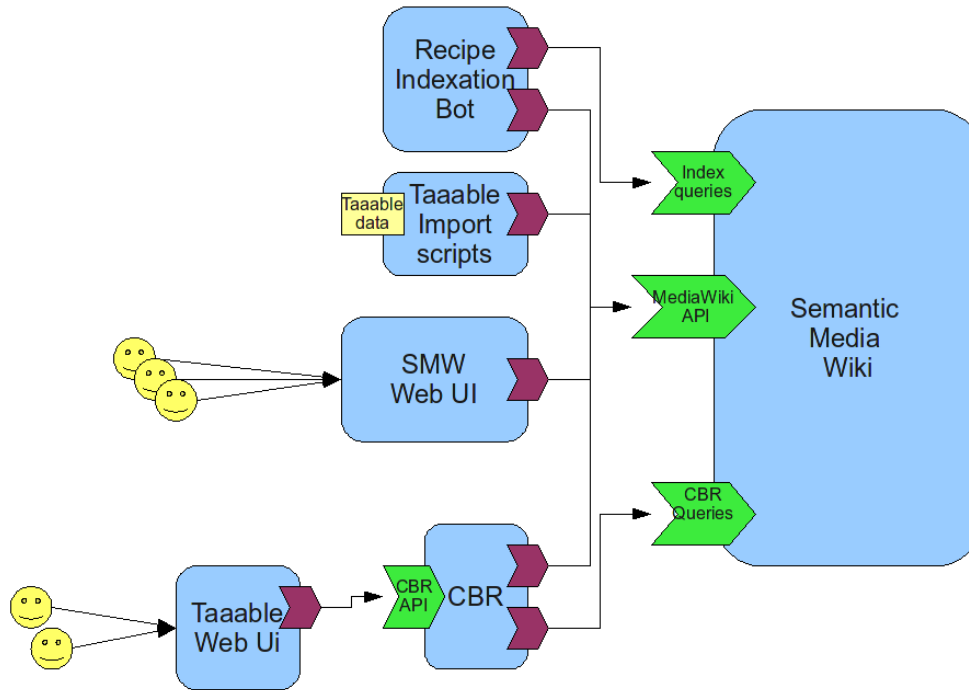 Recipe
Indexation
Bot
Index
queries
Taaable
data
Taaable
Import
scripts
MediaWiki
API
Semantic
Media
Wiki
SMW
Web UI
CBR
Queries
CBR
API
CBR
Taaable
Web Ui